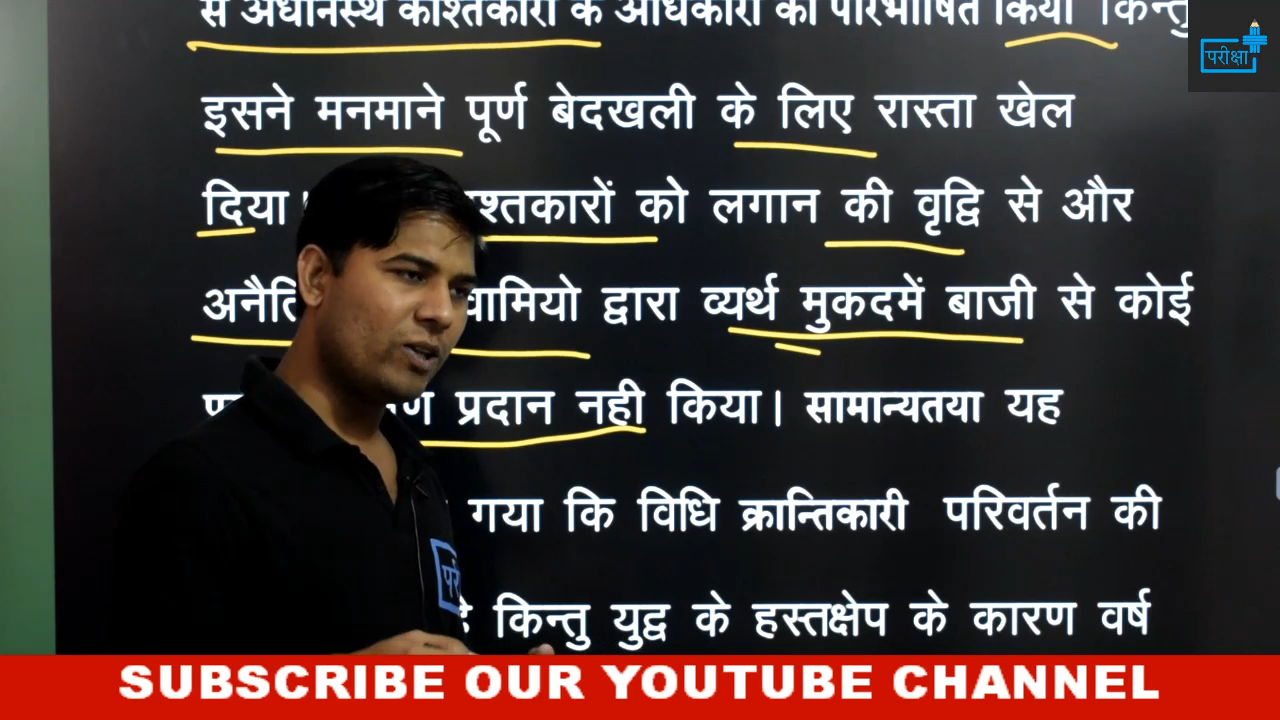 से अधीनस्थ काश्तकारों के अधिकारों को परिभाषित किया । किन्तु
परीक्षा
इसने मनमाने पूर्ण बेदखली के लिए रास्ता खेल
दिया। श्तकारों को लगान की वृद्वि से और
अनैति वामियो द्वारा व्यर्थ मुकदमें बाजी से कोई
प्रदान नही किया। सामान्यतया यह
गया कि विधि क्रान्तिकारी परिवर्तन की
किन्तु युद्व के हस्तक्षेप के कारण वर्ष
SUBSCRIBE OUR YOUTUBE CHANNEL